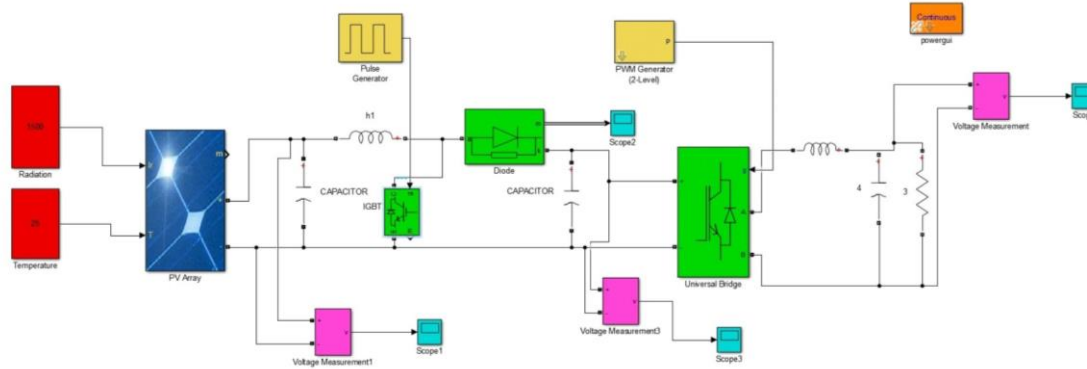 Continuous
powergui
Pulse
Generator
PWM Generator
(2-Level)
P
Voltage Measurement
Scop
h1
Radiation
Diode
Scope2
CAPACITOR
IGBT
CAPACITOR
4
3
25
Temperature
PV Array
Universal Bridge
Voltage Measurement1
Scope1
Voltage Measurement3
Scope3